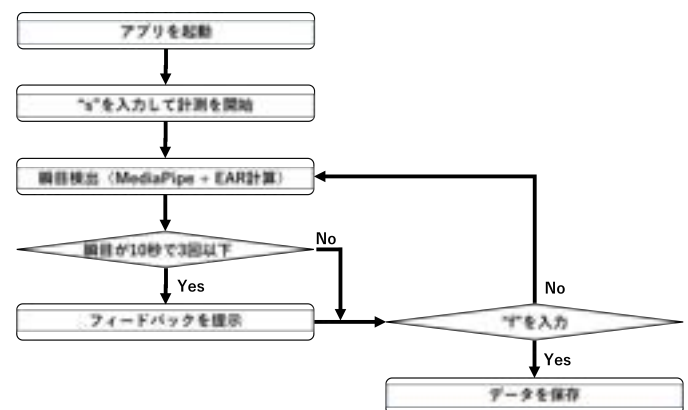 アプリを起動
"s"を入力して計測を開始
瞬目検出（MediaPipe + EAR計算）
瞬目が10秒で3回以下
No
Yes
フィードバックを提示
"f"を入力
No
Yes
データを保存